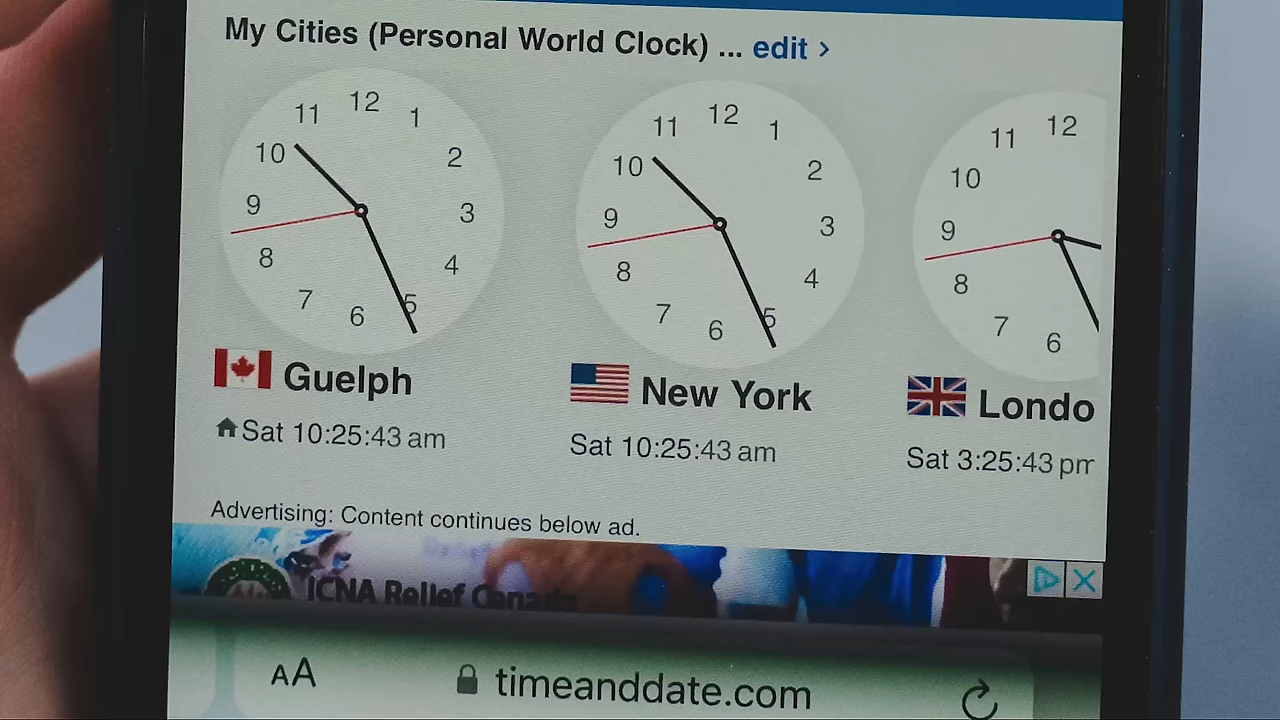 My Cities (Personal World Clock) ... edit >
11 12 1
10 2
9 3
8 4
7 6 5
11 12 1
10 2
9 3
8 4
7 6 5
11 12
10
9
8
7 6
Guelph
New York
Londo
Sat 10:25:43 am
Sat 10:25:43 am
Sat 3:25:43 pm
Advertising: Content continues below ad.
ICNA Relief Canada
AA timeanddate.com